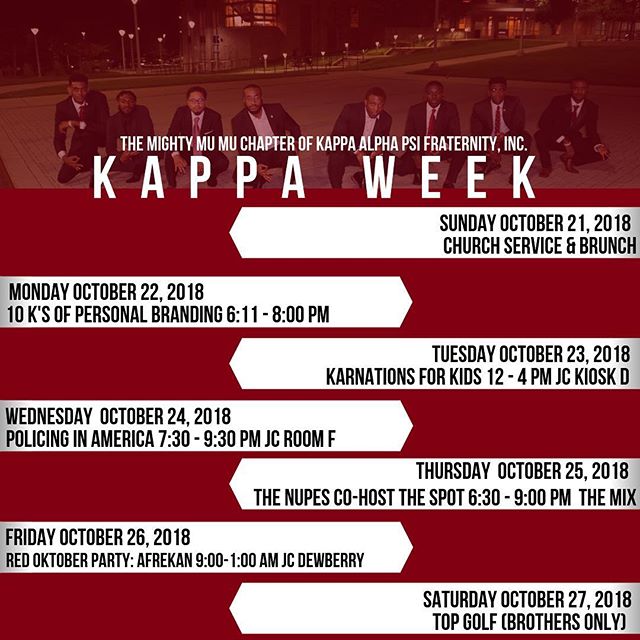 THE MIGHTY MU MU CHAPTER OF KAPPA ALPHA PSI FRATERNITY, INC.
KAPPA WEEK
SUNDAY OCTOBER 21, 2018
CHURCH SERVICE & BRUNCH
MONDAY OCTOBER 22, 2018
10 K'S OF PERSONAL BRANDING 6:11 - 8:00 PM
TUESDAY OCTOBER 23, 2018
KARNATIONS FOR KIDS 12 - 4 PM JC KIOSK D
WEDNESDAY OCTOBER 24, 2018
POLICING IN AMERICA 7:30 - 9:30 PM JC ROOM F
THURSDAY OCTOBER 25, 2018
THE NUPES CO-HOST THE SPOT 6:30 - 9:00 PM THE MIX
FRIDAY OCTOBER 26, 2018
RED OKTOBER PARTY: AFREKAN 9:00-1:00 AM JC DEWBERRY
SATURDAY OCTOBER 27, 2018
TOP GOLF (BROTHERS ONLY)